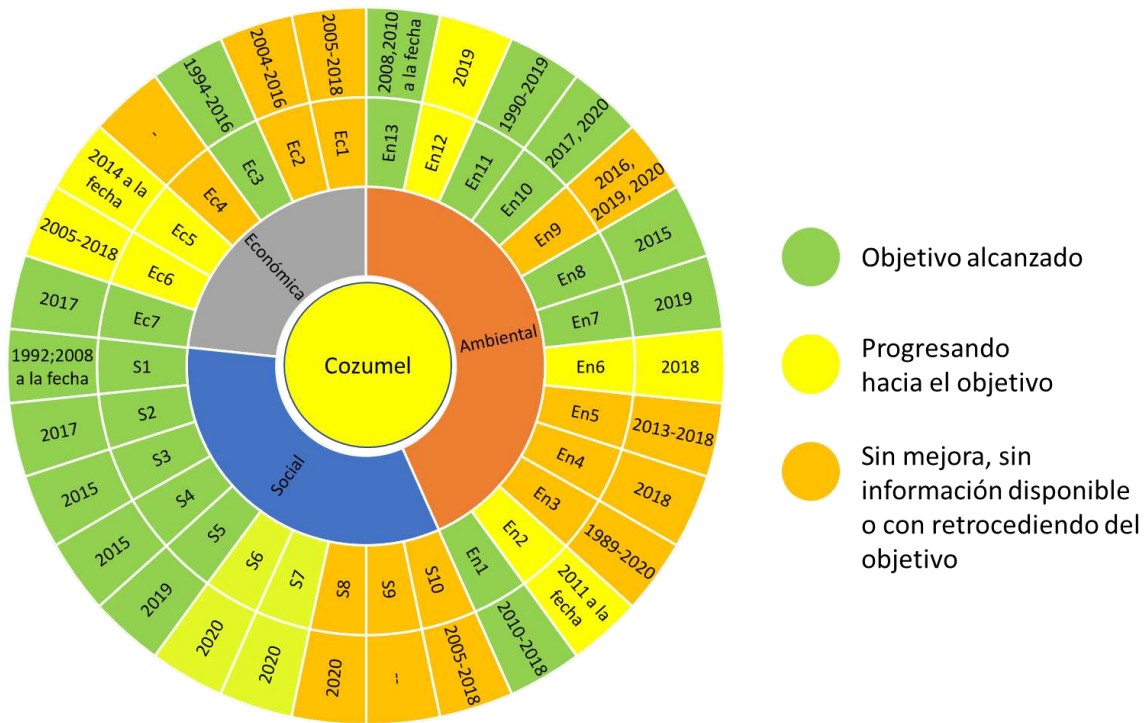 Cozumel
Ambiental
Social
Económica
En13
2008,2010
a la fecha
En12
2019
En11
1990-2019
En10
2017, 2020
En9
2016,
2019, 2020
En8
2015
En7
2019
En6
2018
En5
2013-2018
En4
2018
En3
1989-2020
En2
2011 a la
fecha
En1
2010-2018
S10
2005-2018
S9
--
S8
2020
S7
2020
S6
2020
S5
2019
S4
2015
S3
2015
S2
2017
S1
1992;2008
a la fecha
Ec7
2017
Ec6
2005-2018
Ec5
2014 a la
fecha
Ec4
-
Ec3
1994-2016
Ec2
2004-2016
Ec1
2005-2018
Objetivo alcanzado
Progresando
hacia el objetivo
Sin mejora, sin
información disponible
o con retrocediendo del
objetivo